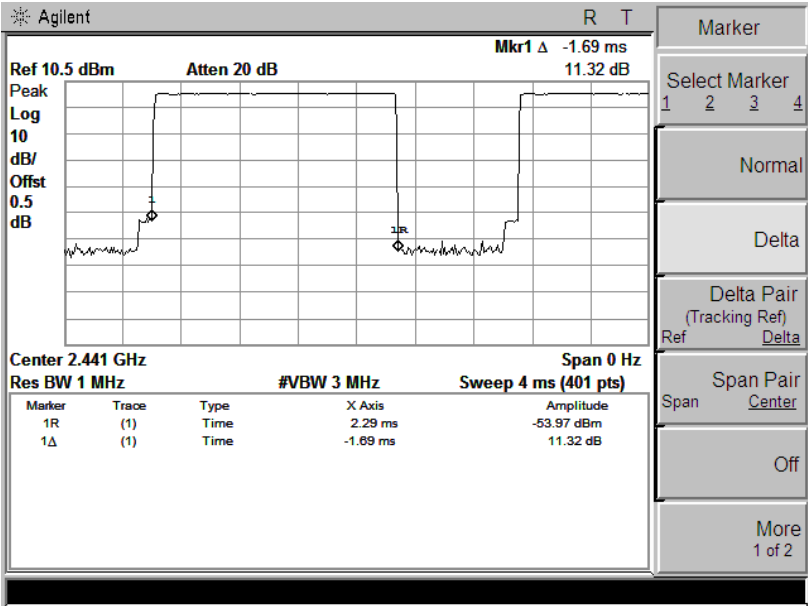 Agilent R T
Mkr1 Δ -1.69 ms
Ref 10.5 dBm Atten 20 dB 11.32 dB
Peak
Log
10
dB/
Offst
0.5
dB
1
1R
Center 2.441 GHz Span 0 Hz
Res BW 1 MHz #VBW 3 MHz Sweep 4 ms (401 pts)
Marker Trace Type X Axis Amplitude
1R (1) Time 2.29 ms -53.97 dBm
1Δ (1) Time -1.69 ms 11.32 dB
Marker
Select Marker
1 2 3 4
Normal
Delta
Delta Pair
(Tracking Ref)
Ref Delta
Span Pair
Span Center
Off
More
1 of 2